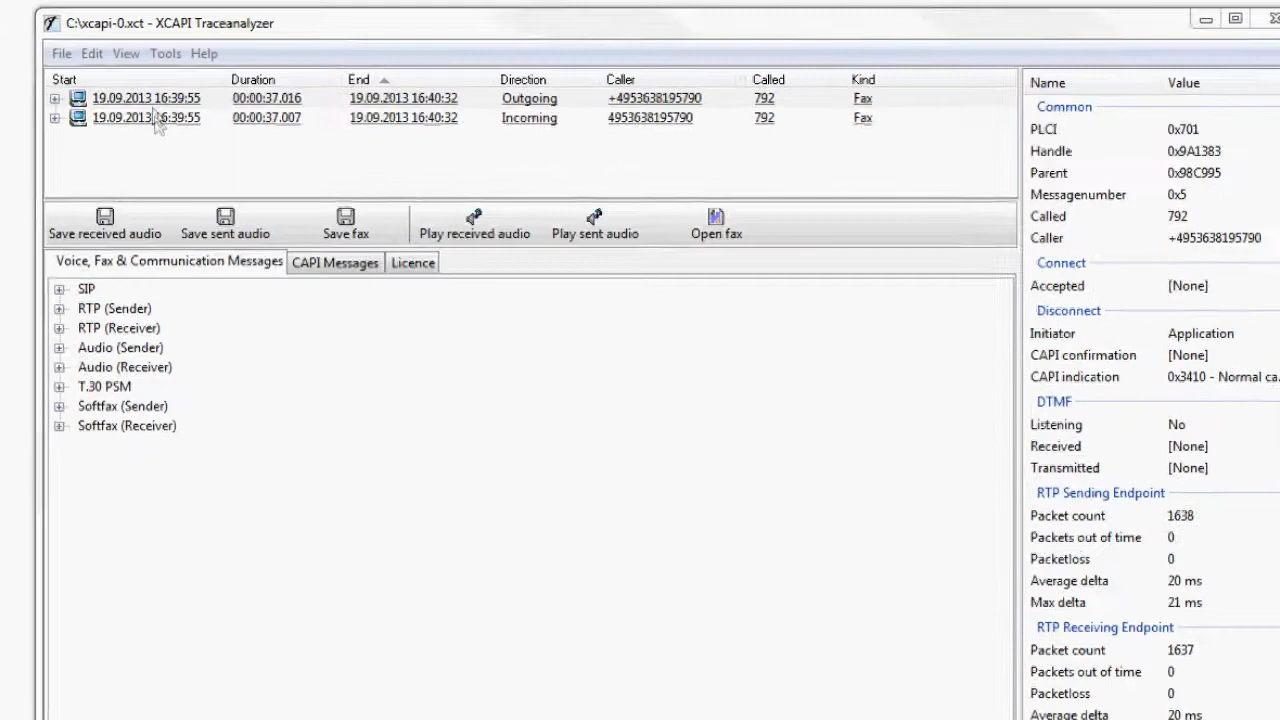 C:\xcapi-0.xct - XCAPI Traceanalyzer
File Edit View Tools Help
Start Duration End Direction Caller Called Kind
19.09.2013 16:39:55 00:00:37.016 19.09.2013 16:40:32 Outgoing +4953638195790 792 Fax
19.09.2013 16:39:55 00:00:37.007 19.09.2013 16:40:32 Incoming 4953638195790 792 Fax
Save received audio Save sent audio Save fax Play received audio Play sent audio Open fax
Voice, Fax & Communication Messages CAPI Messages Licence
SIP
RTP (Sender)
RTP (Receiver)
Audio (Sender)
Audio (Receiver)
T.30 PSM
Softfax (Sender)
Softfax (Receiver)
Name Value
Common
PLCI 0x701
Handle 0x9A1383
Parent 0x98C995
Messagenumber 0x5
Called 792
Caller +4953638195790
Connect
Accepted [None]
Disconnect
Initiator Application
CAPI confirmation [None]
CAPI indication 0x3410 - Normal ca...
DTMF
Listening No
Received [None]
Transmitted [None]
RTP Sending Endpoint
Packet count 1638
Packets out of time 0
Packetloss 0
Average delta 20 ms
Max delta 21 ms
RTP Receiving Endpoint
Packet count 1637
Packets out of time 0
Packetloss 0
Average delta 20 ms